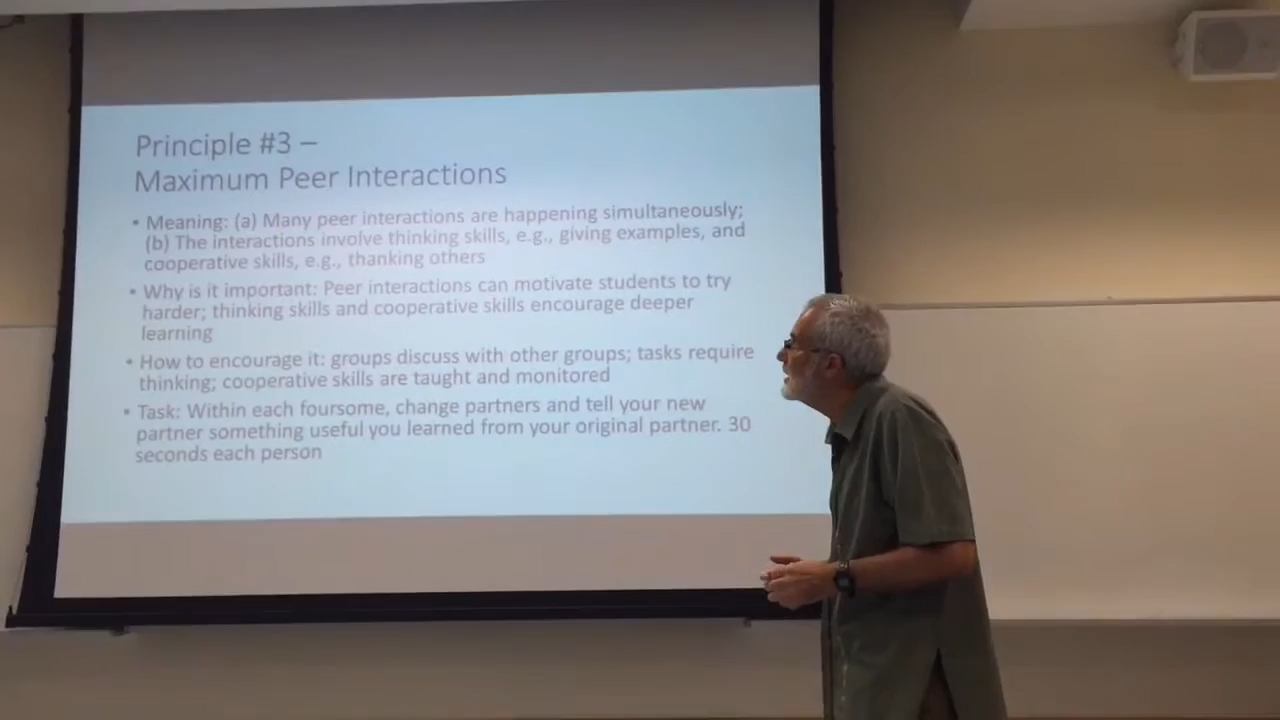 Principle #3 –
Maximum Peer Interactions
• Meaning: (a) Many peer interactions are happening simultaneously;
(b) The interactions involve thinking skills, e.g., giving examples, and
cooperative skills, e.g., thanking others
• Why is it important: Peer interactions can motivate students to try
harder; thinking skills and cooperative skills encourage deeper
learning
• How to encourage it: groups discuss with other groups; tasks require
thinking; cooperative skills are taught and monitored
• Task: Within each foursome, change partners and tell your new
partner something useful you learned from your original partner. 30
seconds each person